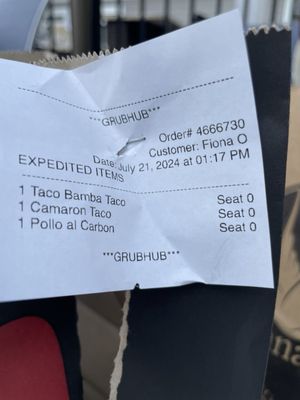 ***GRUBHUB***
Order# 4666730
Customer: Fiona O
Date: July 21, 2024 at 01:17 PM
EXPEDITED ITEMS
1 Taco Bamba Taco Seat 0
1 Camaron Taco Seat 0
1 Pollo al Carbon Seat 0
***GRUBHUB***